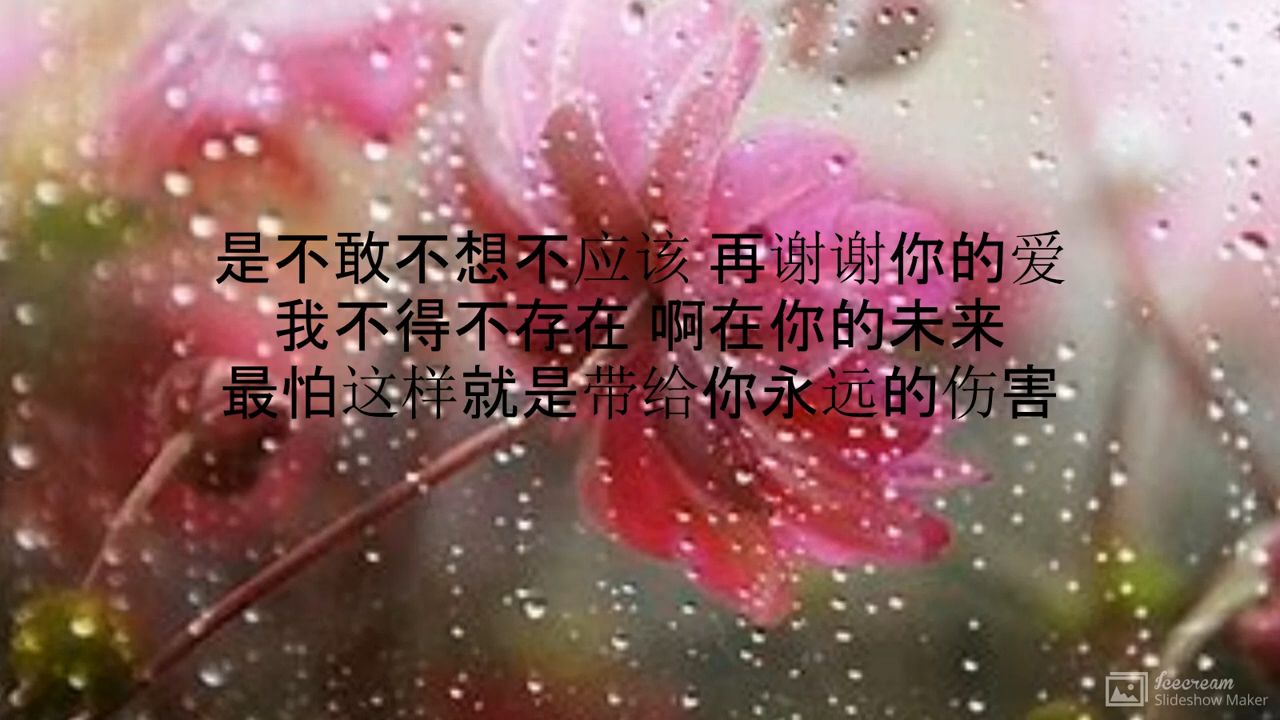 是不敢不想不应该 再谢谢你的爱
我不得不存在 啊在你的未来
最怕这样就是带给你永远的伤害
Icecream
Slideshow Maker